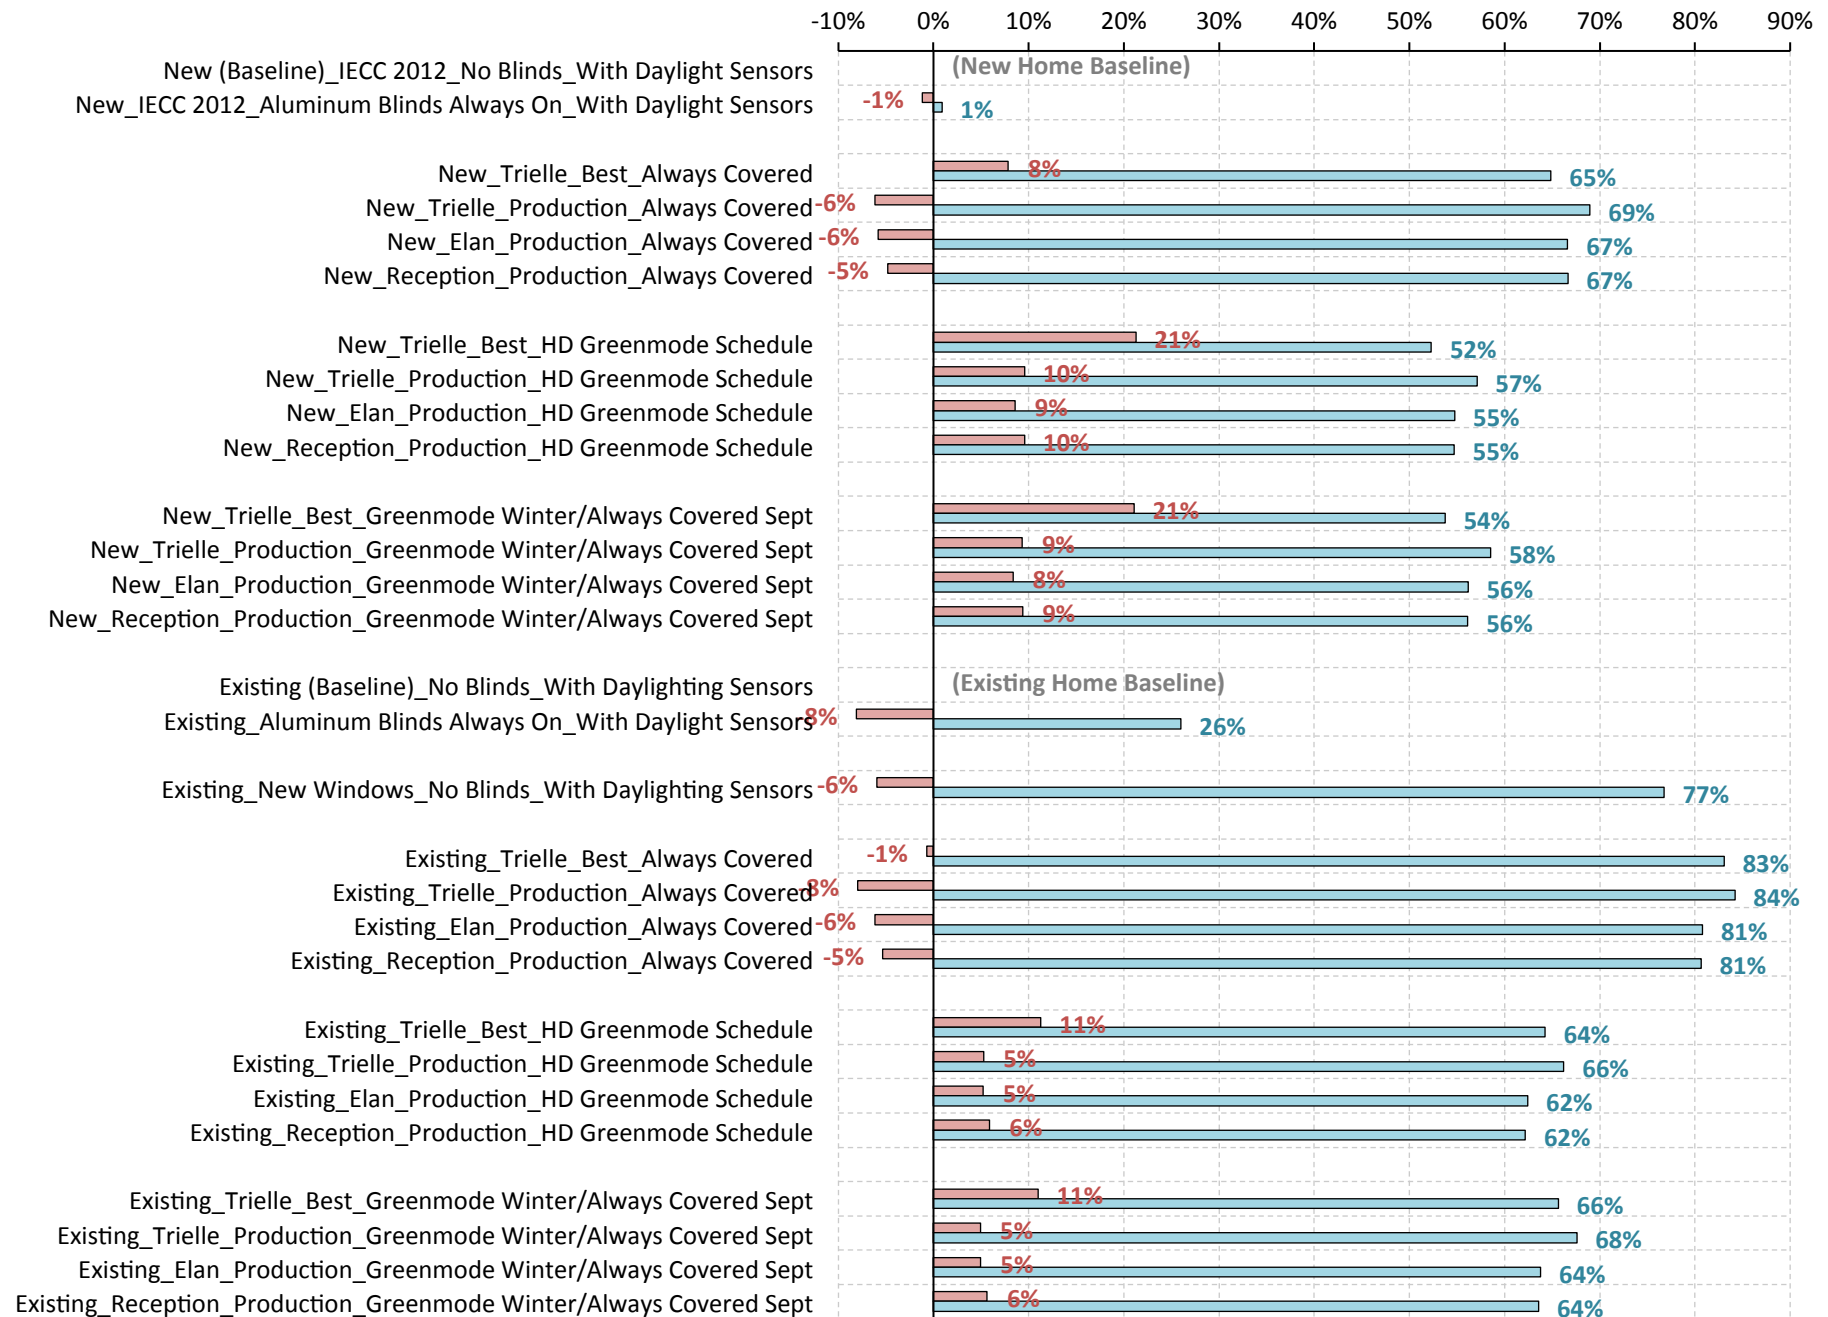 -10% 0% 10% 20% 30% 40% 50% 60% 70% 80% 90%
New (Baseline)_IECC 2012_No Blinds_With Daylight Sensors (New Home Baseline)
New_IECC 2012_Aluminum Blinds Always On_With Daylight Sensors -1% 1%
New_Trielle_Best_Always Covered 8% 65%
New_Trielle_Production_Always Covered -6% 69%
New_Elan_Production_Always Covered -6% 67%
New_Reception_Production_Always Covered -5% 67%
New_Trielle_Best_HD Greenmode Schedule 21% 52%
New_Trielle_Production_HD Greenmode Schedule 10% 57%
New_Elan_Production_HD Greenmode Schedule 9% 55%
New_Reception_Production_HD Greenmode Schedule 10% 55%
New_Trielle_Best_Greenmode Winter/Always Covered Sept 21% 54%
New_Trielle_Production_Greenmode Winter/Always Covered Sept 9% 58%
New_Elan_Production_Greenmode Winter/Always Covered Sept 8% 56%
New_Reception_Production_Greenmode Winter/Always Covered Sept 9% 56%
Existing (Baseline)_No Blinds_With Daylighting Sensors (Existing Home Baseline)
Existing_Aluminum Blinds Always On_With Daylight Sensors -8% 26%
Existing_New Windows_No Blinds_With Daylighting Sensors -6% 77%
Existing_Trielle_Best_Always Covered -1% 83%
Existing_Trielle_Production_Always Covered -8% 84%
Existing_Elan_Production_Always Covered -6% 81%
Existing_Reception_Production_Always Covered -5% 81%
Existing_Trielle_Best_HD Greenmode Schedule 11% 64%
Existing_Trielle_Production_HD Greenmode Schedule 5% 66%
Existing_Elan_Production_HD Greenmode Schedule 5% 62%
Existing_Reception_Production_HD Greenmode Schedule 6% 62%
Existing_Trielle_Best_Greenmode Winter/Always Covered Sept 11% 66%
Existing_Trielle_Production_Greenmode Winter/Always Covered Sept 5% 68%
Existing_Elan_Production_Greenmode Winter/Always Covered Sept 5% 64%
Existing_Reception_Production_Greenmode Winter/Always Covered Sept 6% 64%